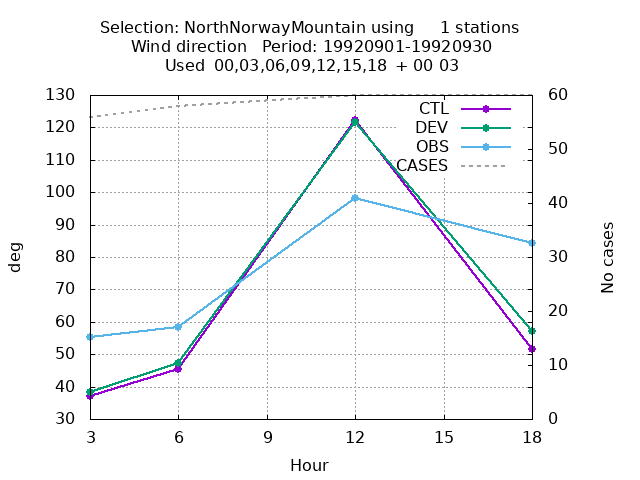 Selection: NorthNorwayMountain using 1 stations
Wind direction Period: 19920901-19920930
Used 00,03,06,09,12,15,18 + 00 03
130
120
110
100
90
80
70
60
50
40
30
60
50
40
30
20
10
0
CTL
DEV
OBS
CASES
deg
No cases
3 6 9 12 15 18
Hour